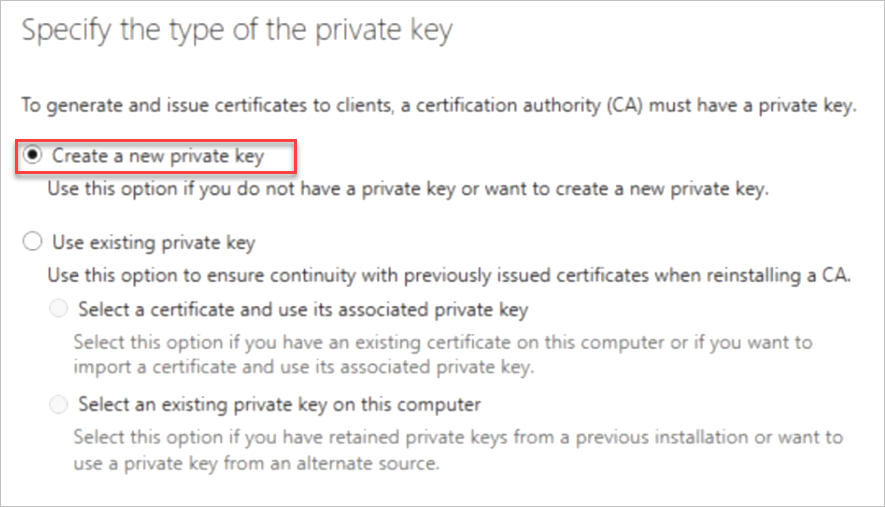 Specify the type of the private key
To generate and issue certificates to clients, a certification authority (CA) must have a private key.
Create a new private key
Use this option if you do not have a private key or want to create a new private key.
Use existing private key
Use this option to ensure continuity with previously issued certificates when reinstalling a CA.
Select a certificate and use its associated private key
Select this option if you have an existing certificate on this computer or if you want to
import a certificate and use its associated private key.
Select an existing private key on this computer
Select this option if you have retained private keys from a previous installation or want to
use a private key from an alternate source.